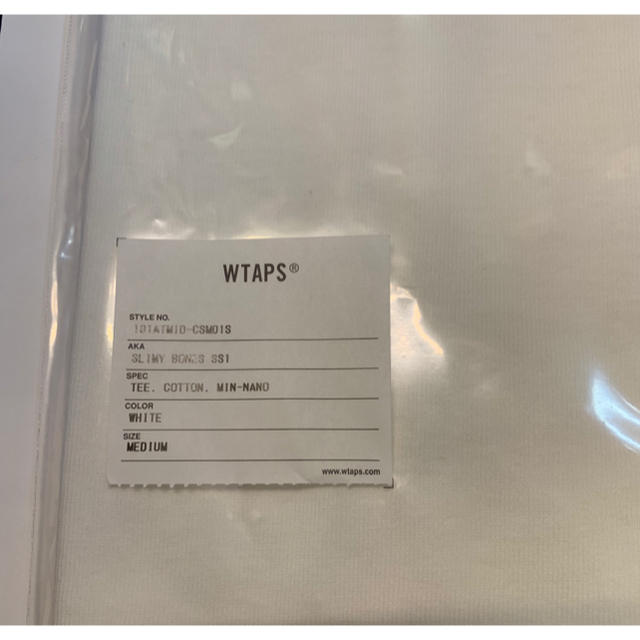 WTAPS®
STYLE NO.
191ATMID-CSM01S
AKA
SLIMY BONES SS1
SPEC
TEE. COTTON. MIN-NANO
COLOR
WHITE
SIZE
MEDIUM
www.wtaps.com